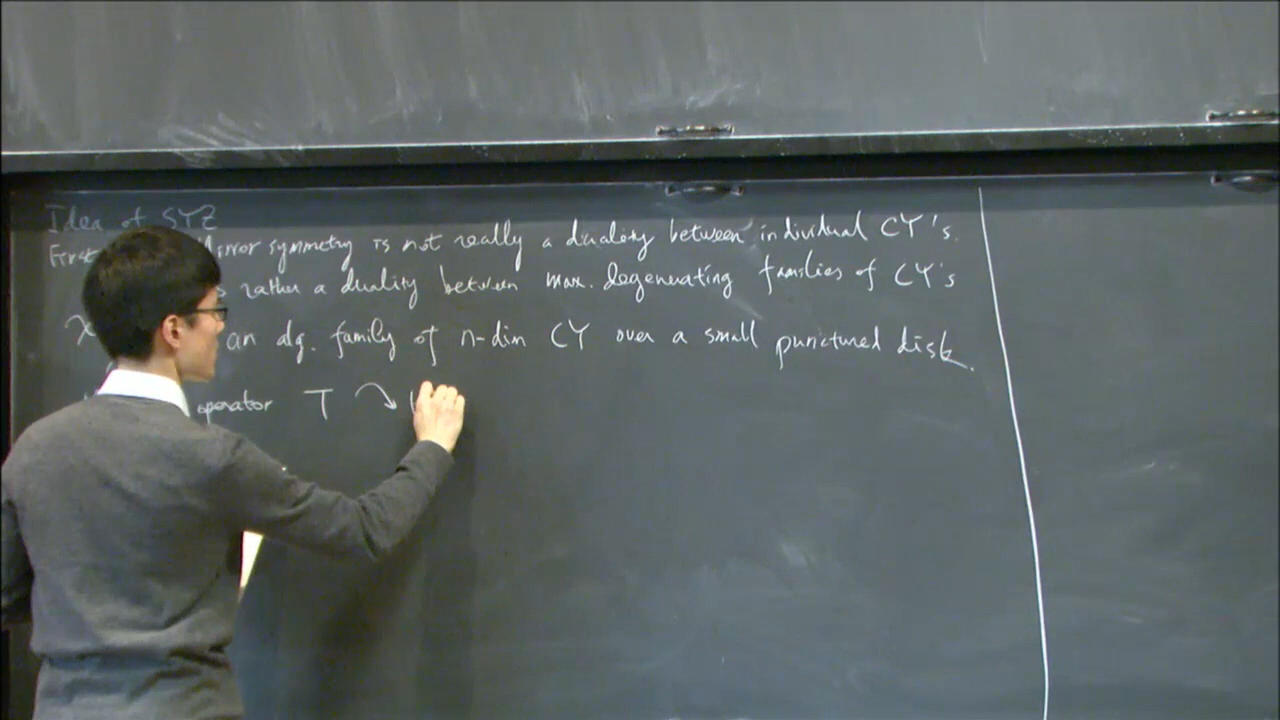 Idea of SYZ
First mirror symmetry is not really a duality between individual CY's.
rather a duality between max. degenerating families of CY's
X an alg. family of n-dim CY over a small punctured disk.
operator T ↷